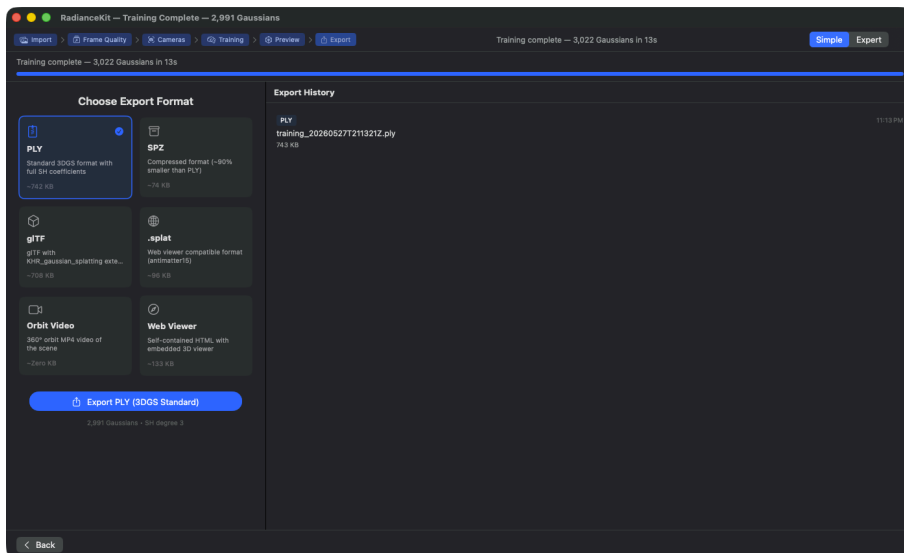 RadianceKit — Training Complete — 2,991 Gaussians
Import > Frame Quality > Cameras > Training > Preview > Export
Training complete — 3,022 Gaussians in 13s
Simple Expert
Training complete — 3,022 Gaussians in 13s
Choose Export Format
PLY
Standard 3DGS format with
full SH coefficients
~742 KB
SPZ
Compressed format (~90%
smaller than PLY)
~74 KB
glTF
glTF with
KHR_gaussian_splatting exte...
~708 KB
.splat
Web viewer compatible format
(antimatter15)
~96 KB
Orbit Video
360° orbit MP4 video of
the scene
~Zero KB
Web Viewer
Self-contained HTML with
embedded 3D viewer
~133 KB
Export PLY (3DGS Standard)
2,991 Gaussians - SH degree 3
Export History
PLY
training_20260527T211321Z.ply
743 KB
11:13 PM
< Back